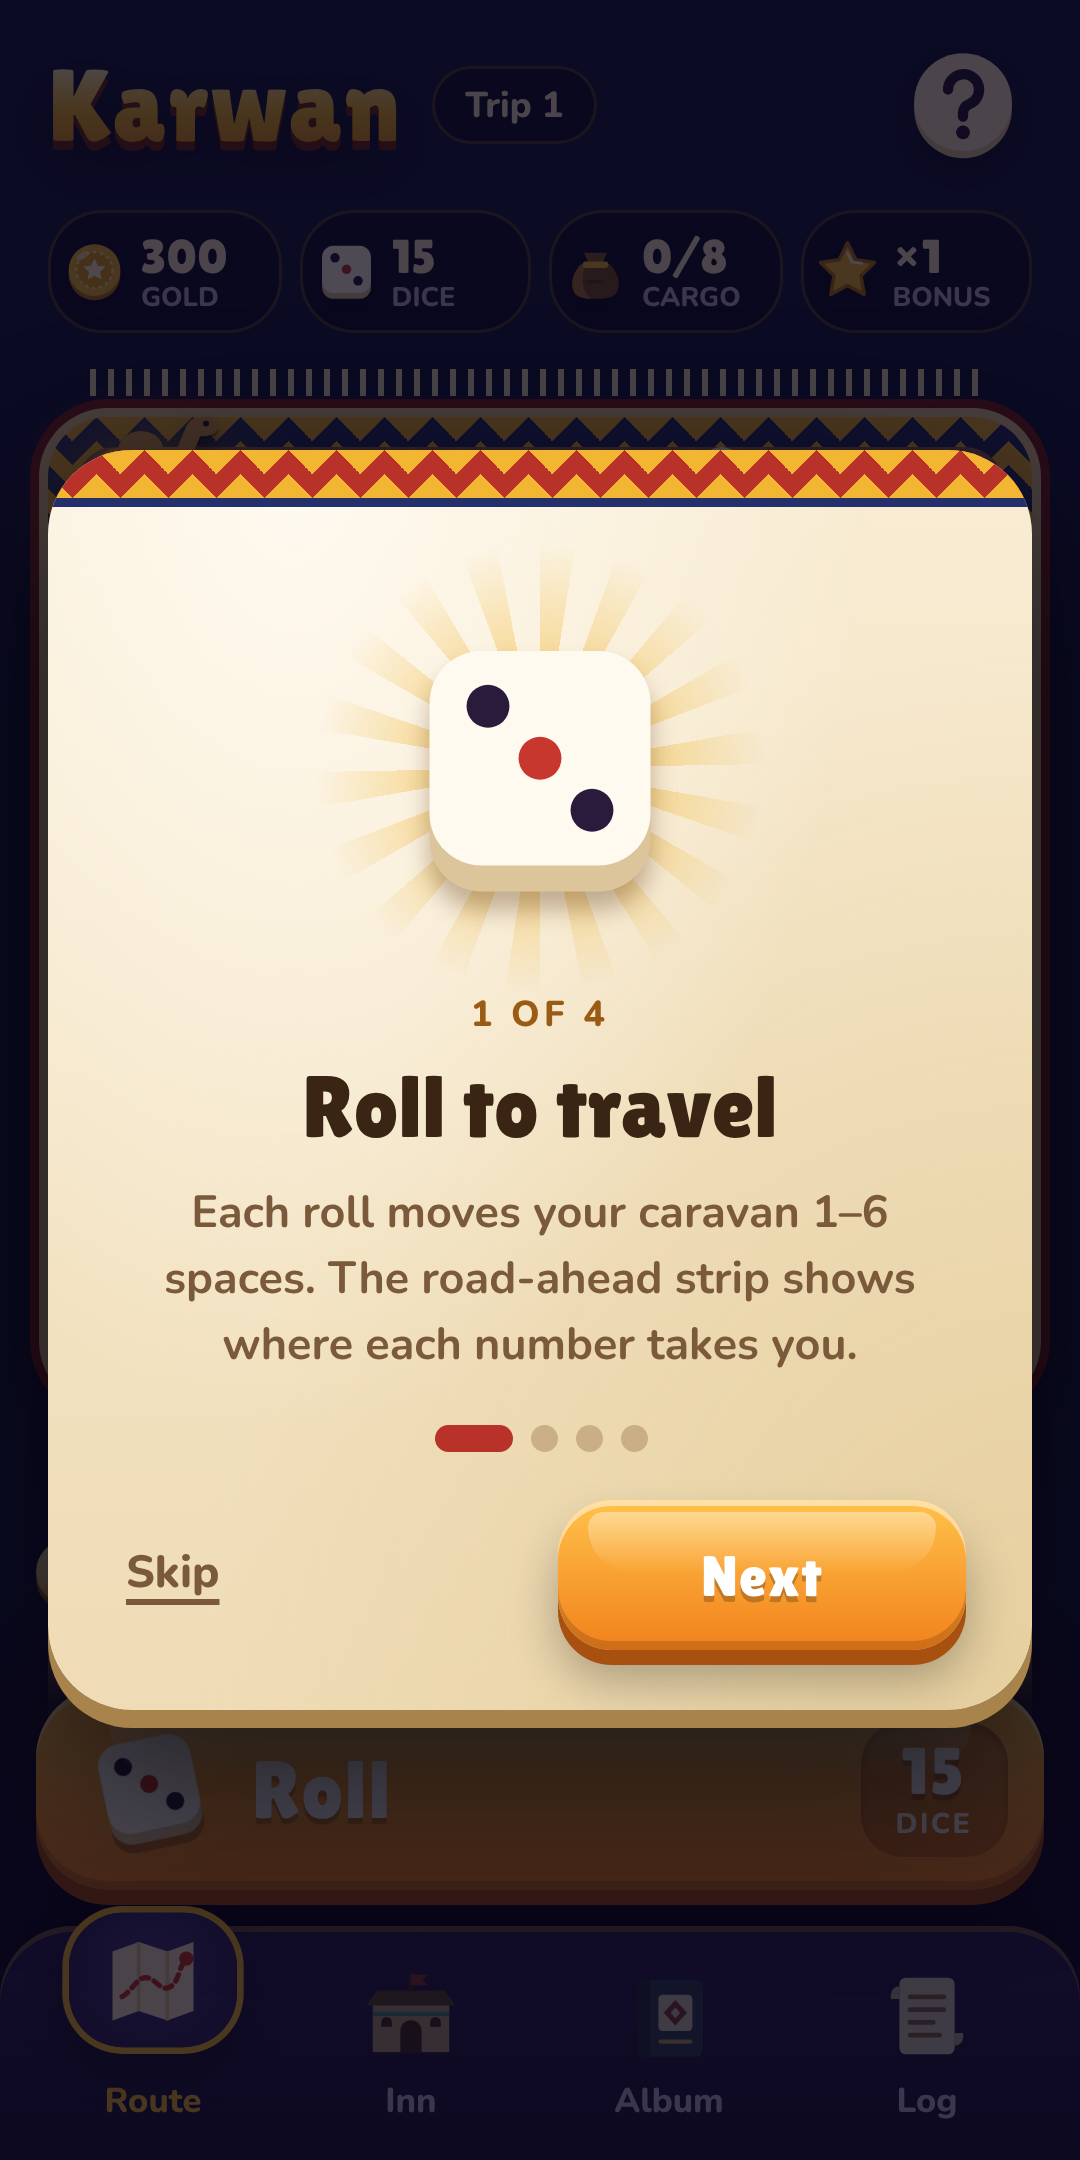 Karwan
Trip 1
?
300
GOLD
15
DICE
0/8
CARGO
×1
BONUS
1 OF 4
Roll to travel
Each roll moves your caravan 1–6
spaces. The road-ahead strip shows
where each number takes you.
Skip
Next
Roll
15
DICE
Route
Inn
Album
Log